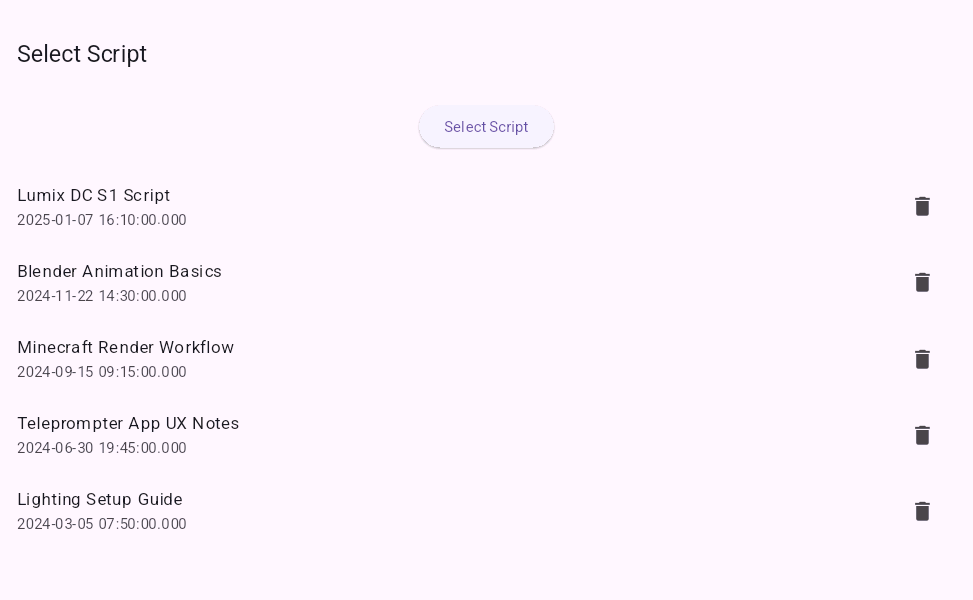 Select Script
Select Script
Lumix DC S1 Script
2025-01-07 16:10:00.000
Blender Animation Basics
2024-11-22 14:30:00.000
Minecraft Render Workflow
2024-09-15 09:15:00.000
Teleprompter App UX Notes
2024-06-30 19:45:00.000
Lighting Setup Guide
2024-03-05 07:50:00.000